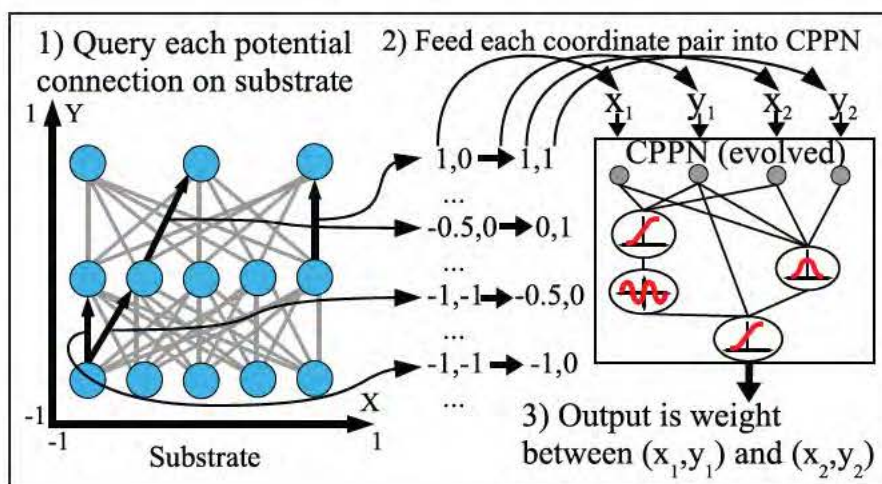 1) Query each potential
connection on substrate
2) Feed each coordinate pair into CPPN
1 Y
x₁ y₁ x₂ y₂
CPPN (evolved)
1,0 1,1
...
-0.5,0 0,1
...
-1,-1 -0.5,0
...
-1,-1 -1,0
...
-1
-1 X 1
Substrate
3) Output is weight
between (x₁,y₁) and (x₂,y₂)